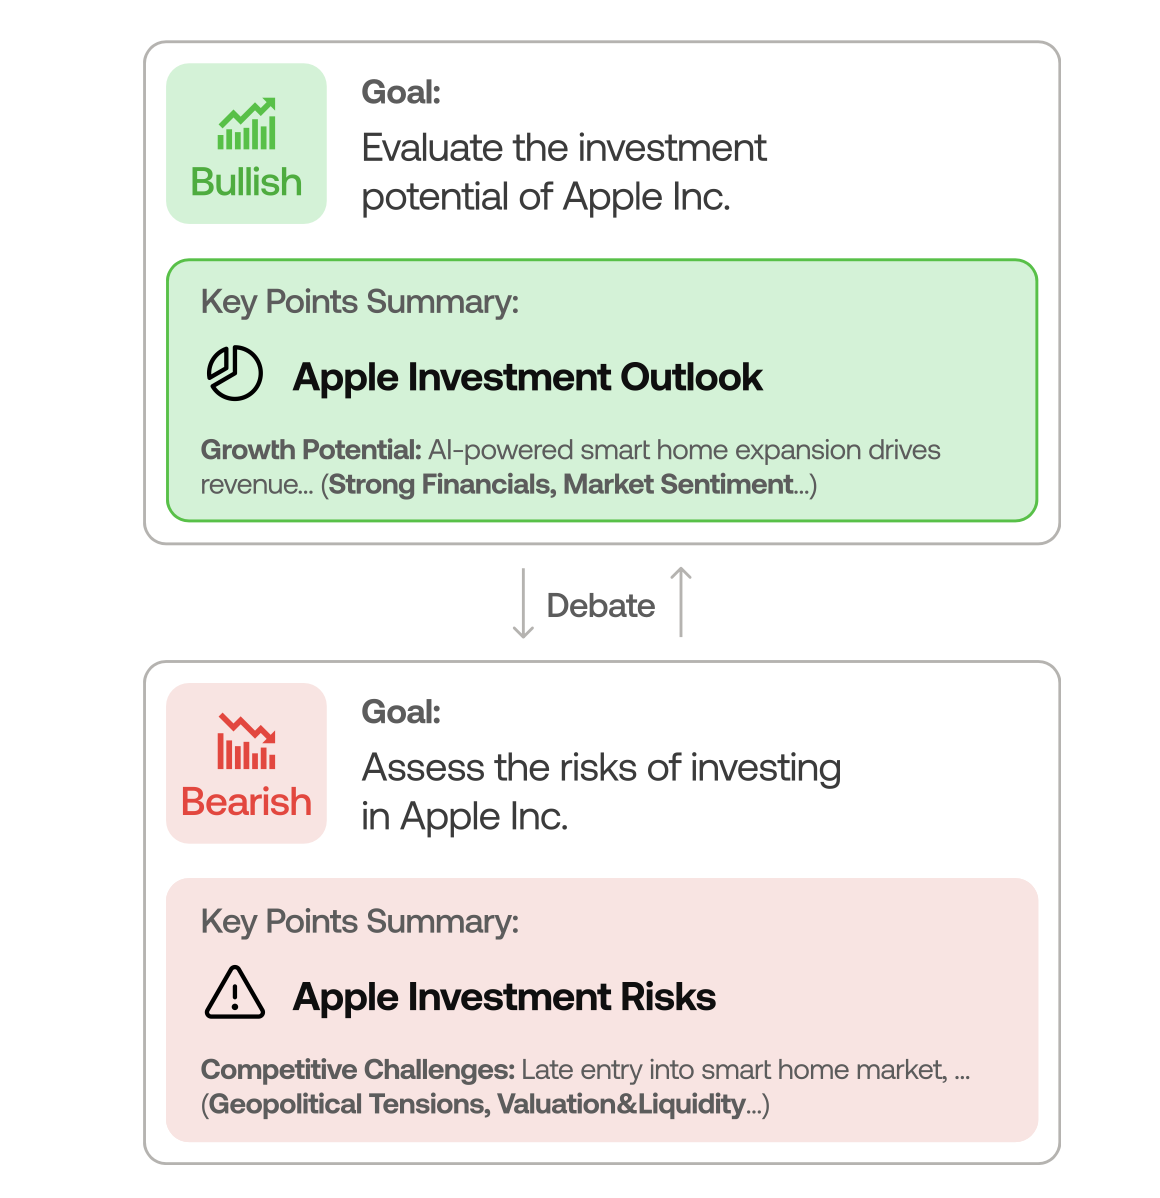 Bullish
Goal:
Evaluate the investment
potential of Apple Inc.
Key Points Summary:
Apple Investment Outlook
Growth Potential: AI-powered smart home expansion drives
revenue... (Strong Financials, Market Sentiment...)
Debate
Bearish
Goal:
Assess the risks of investing
in Apple Inc.
Key Points Summary:
Apple Investment Risks
Competitive Challenges: Late entry into smart home market, ...
(Geopolitical Tensions, Valuation&Liquidity...)